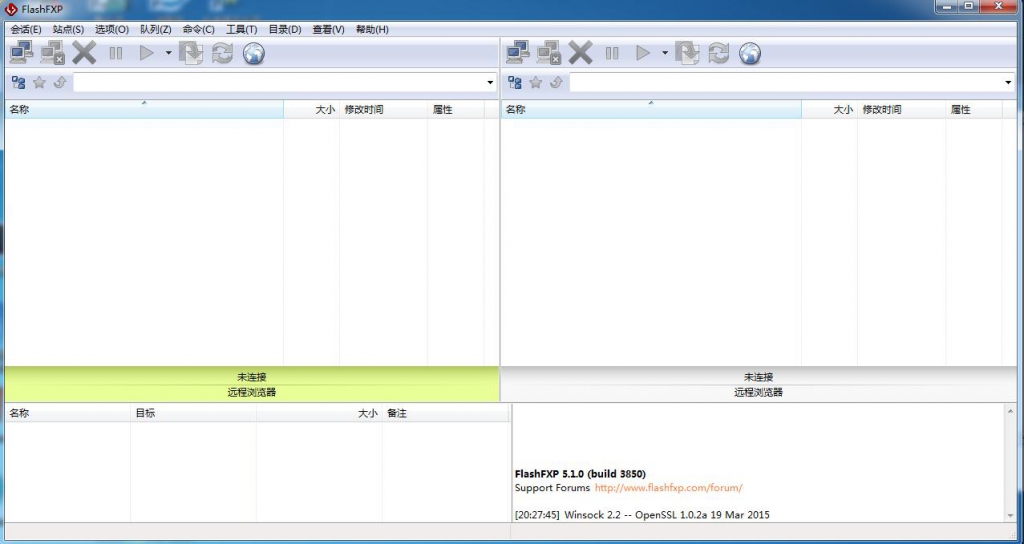 FlashFXP
会话(E) 站点(S) 选项(O) 队列(Z) 命令(C) 工具(T) 目录(D) 查看(V) 帮助(H)
名称 大小 修改时间 属性
名称 大小 修改时间 属性
未连接
远程浏览器
未连接
远程浏览器
名称 目标 大小 备注
FlashFXP 5.1.0 (build 3850)
Support Forums http://www.flashfxp.com/forum/
[20:27:45] Winsock 2.2 -- OpenSSL 1.0.2a 19 Mar 2015